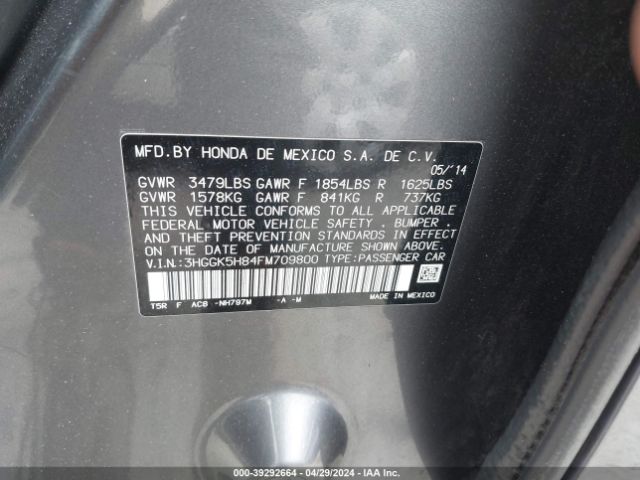 MFD.BY HONDA DE MEXICO S.A. DE C.V.
05/'14
GVWR 3479LBS GAWR F 1854LBS R 1625LBS
GVWR 1578KG GAWR F 841KG R 737KG
THIS VEHICLE CONFORMS TO ALL APPLICABLE
FEDERAL MOTOR VEHICLE SAFETY . BUMPER .
AND THEFT PREVENTION STANDARDS IN EFFECT
ON THE DATE OF MANUFACTURE SHOWN ABOVE.
V.I.N.:3HGGK5H84FM709800 TYPE:PASSENGER CAR
T5R F AC8 -NH797M -A -M MADE IN MEXICO
000-39292664 / 04/29/2024 / IAA Inc.